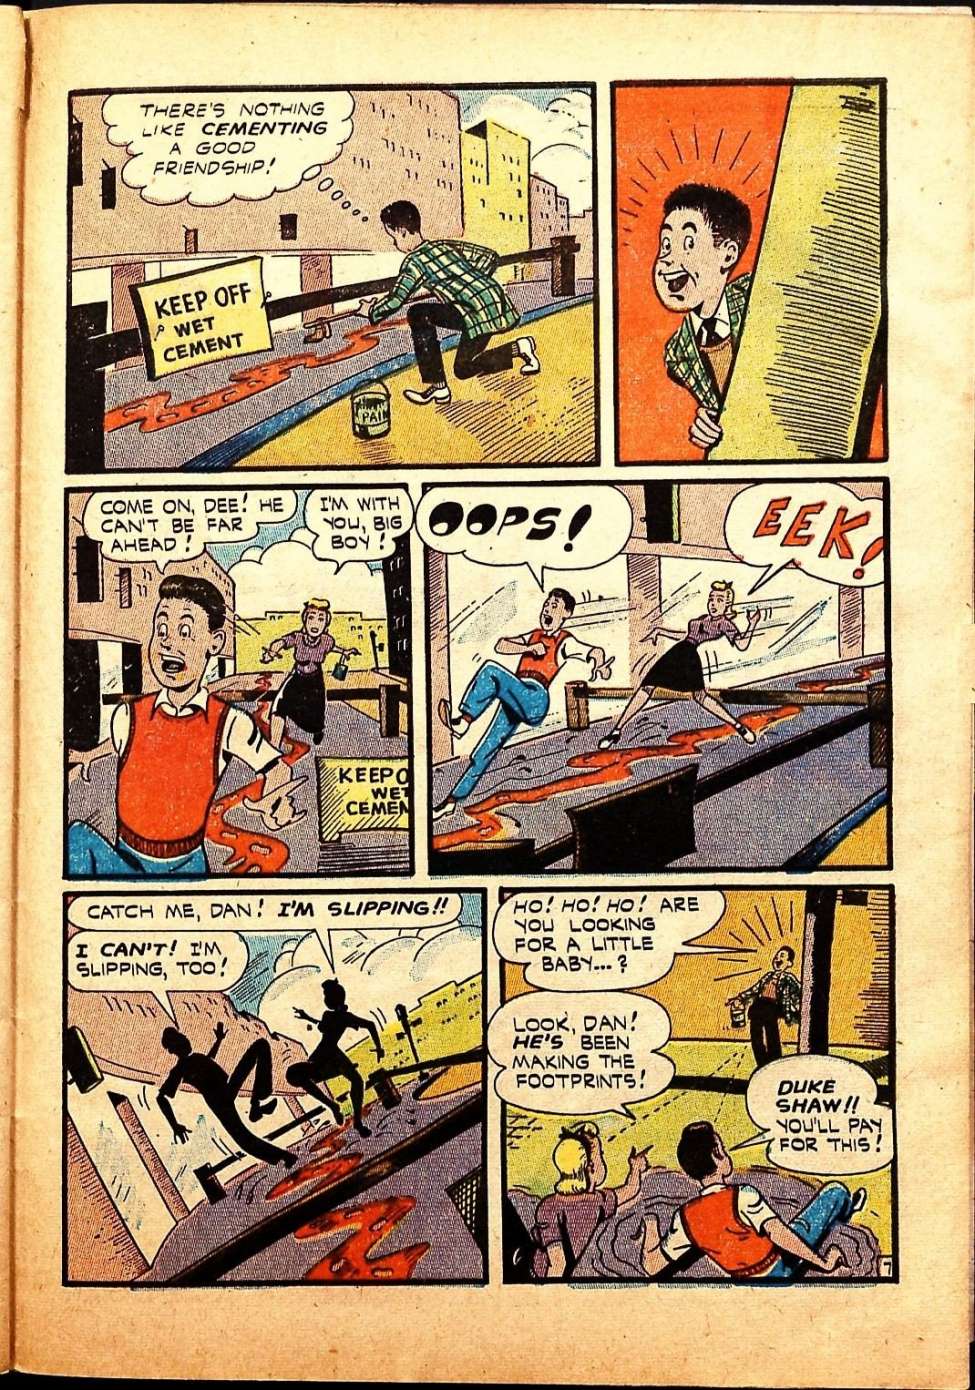 THERE'S NOTHING
LIKE CEMENTING
A GOOD
FRIENDSHIP!
KEEP OFF
WET
CEMENT
PAI
COME ON, DEE! HE
CAN'T BE FAR
AHEAD!
I'M WITH
YOU, BIG
BOY!
KEEP O
WET
CEMEN
OOPS!
EEK!
CATCH ME, DAN! I'M SLIPPING!!
I CAN'T! I'M
SLIPPING, TOO!
HO! HO! HO! ARE
YOU LOOKING
FOR A LITTLE
BABY...?
LOOK, DAN!
HE'S BEEN
MAKING THE
FOOTPRINTS!
DUKE
SHAW!!
YOU'LL PAY
FOR THIS!
7